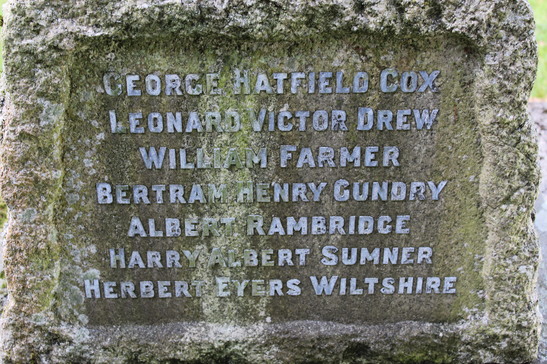 GEORGE HATFIELD COX
LEONARD VICTOR DREW
WILLIAM FARMER
BERTRAM HENRY GUNDRY
ALBERT RAMBRIDGE
HARRY ALBERT SUMNER
HERBERT EYERS WILTSHIRE